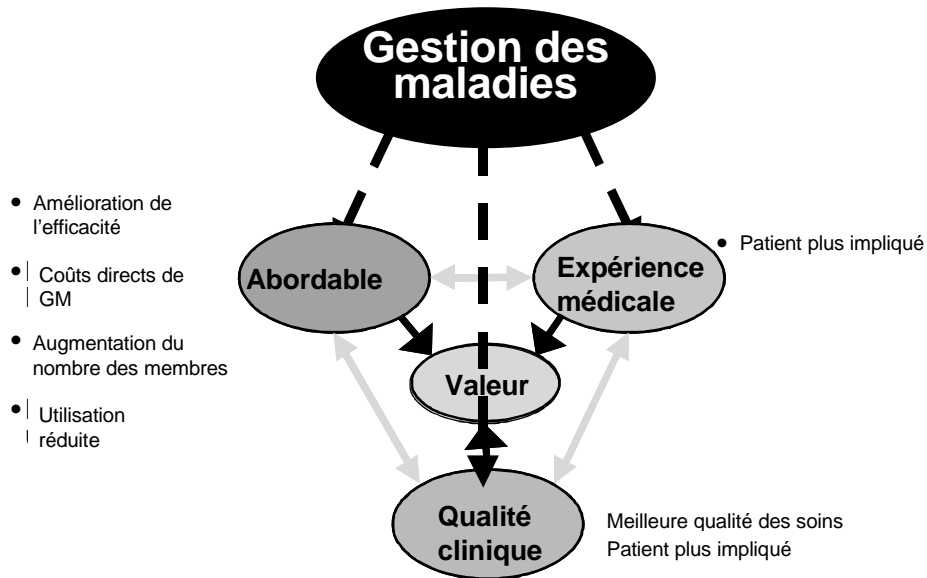 Gestion des
maladies
• Amélioration de
l'efficacité
• Coûts directs de
GM
• Augmentation du
nombre des membres
• Utilisation
réduite
Abordable
Expérience
médicale
• Patient plus impliqué
Valeur
Qualité
clinique
Meilleure qualité des soins
Patient plus impliqué